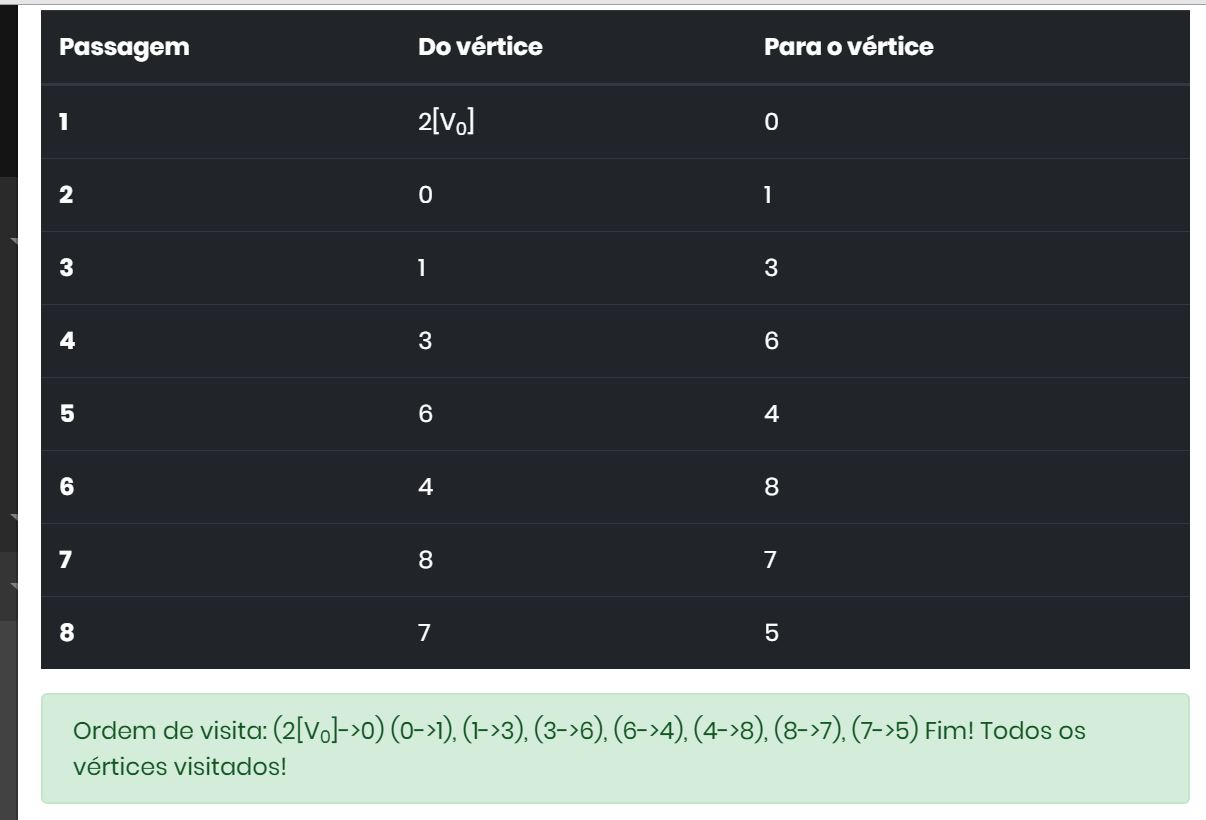 Passagem Do vértice Para o vértice
1 2[V₀] 0
2 0 1
3 1 3
4 3 6
5 6 4
6 4 8
7 8 7
8 7 5
Ordem de visita: (2[V₀]->0) (0->1), (1->3), (3->6), (6->4), (4->8), (8->7), (7->5) Fim! Todos os
vértices visitados!